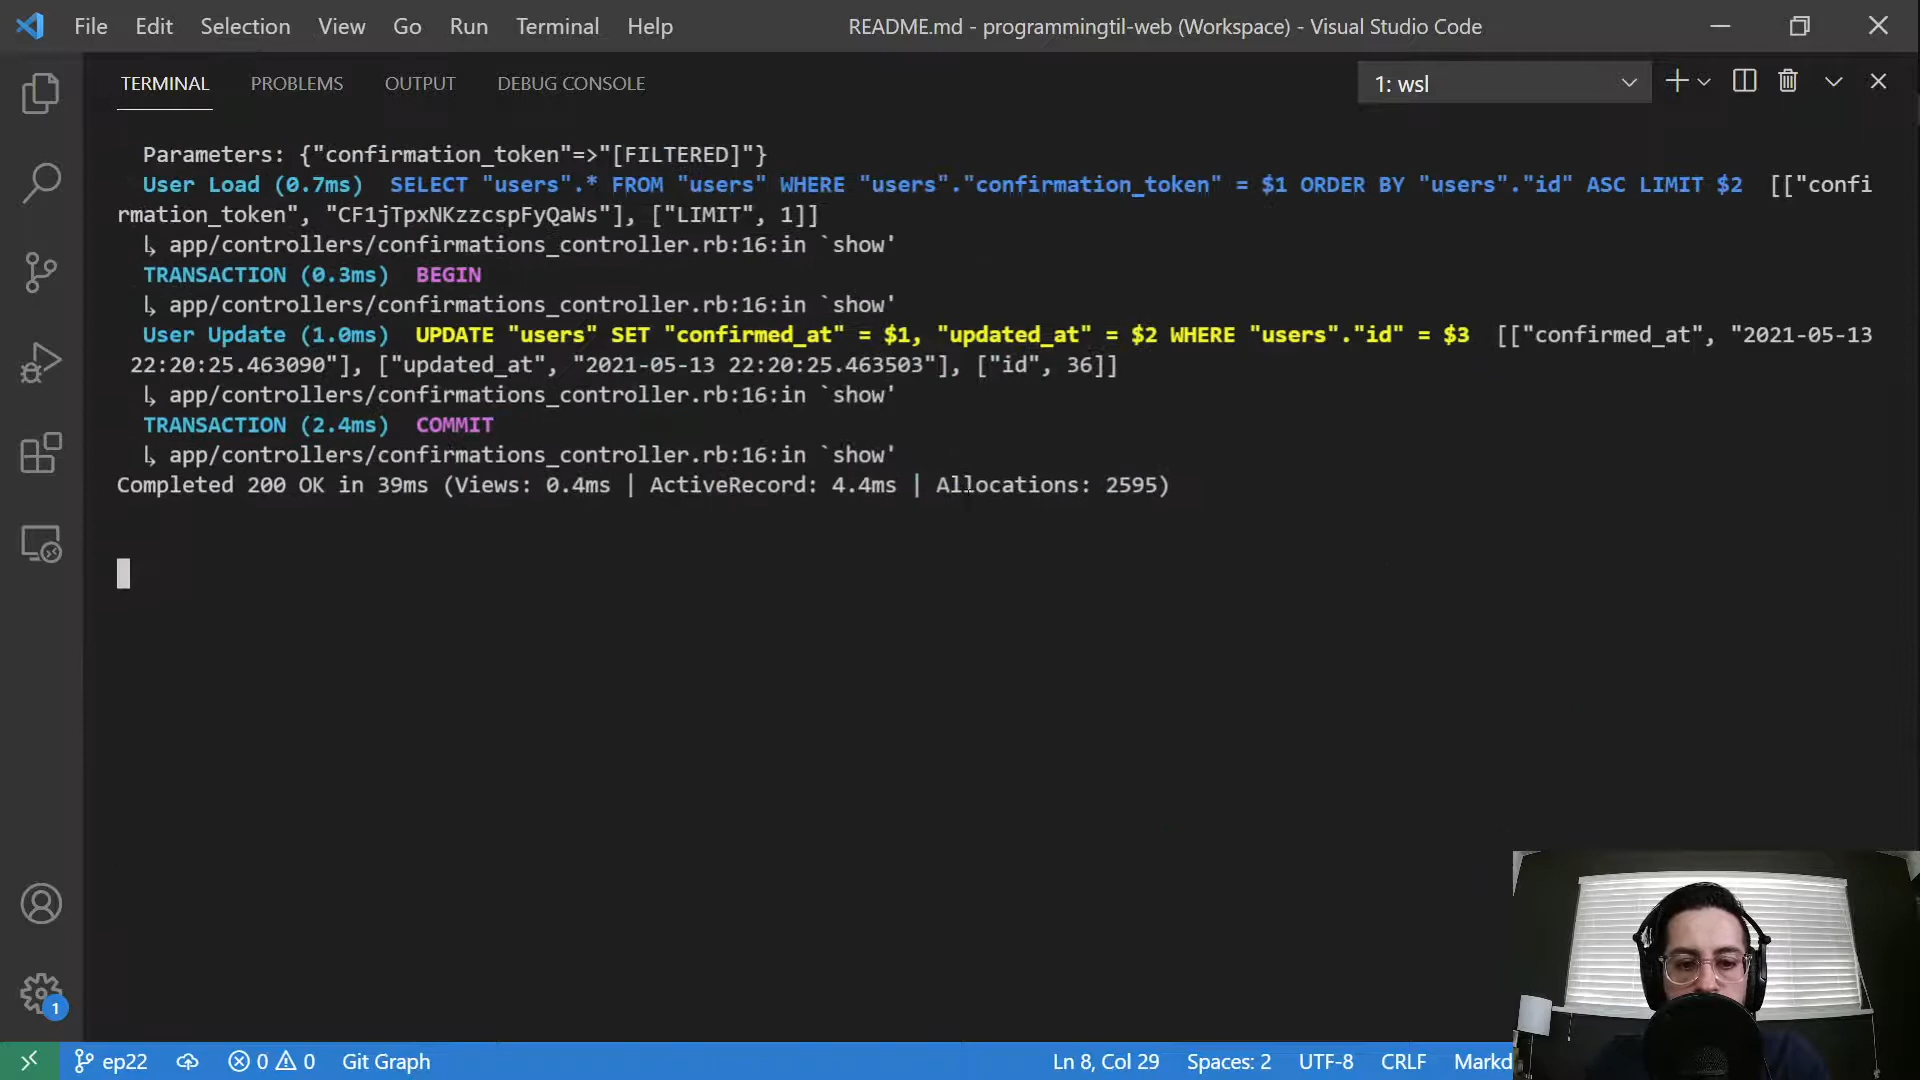 File Edit Selection View Go Run Terminal Help README.md - programmingtil-web (Workspace) - Visual Studio Code
TERMINAL PROBLEMS OUTPUT DEBUG CONSOLE 1: wsl
Parameters: {"confirmation_token"=>"[FILTERED]"}
User Load (0.7ms) SELECT "users".* FROM "users" WHERE "users"."confirmation_token" = $1 ORDER BY "users"."id" ASC LIMIT $2 [["confi
rmation_token", "CF1jTpxNKzzcspFyQaWs"], ["LIMIT", 1]]
↳ app/controllers/confirmations_controller.rb:16:in `show'
TRANSACTION (0.3ms) BEGIN
↳ app/controllers/confirmations_controller.rb:16:in `show'
User Update (1.0ms) UPDATE "users" SET "confirmed_at" = $1, "updated_at" = $2 WHERE "users"."id" = $3 [["confirmed_at", "2021-05-13
22:20:25.463090"], ["updated_at", "2021-05-13 22:20:25.463503"], ["id", 36]]
↳ app/controllers/confirmations_controller.rb:16:in `show'
TRANSACTION (2.4ms) COMMIT
↳ app/controllers/confirmations_controller.rb:16:in `show'
Completed 200 OK in 39ms (Views: 0.4ms | ActiveRecord: 4.4ms | Allocations: 2595)
1
ep22 0 0 Git Graph Ln 8, Col 29 Spaces: 2 UTF-8 CRLF Markd